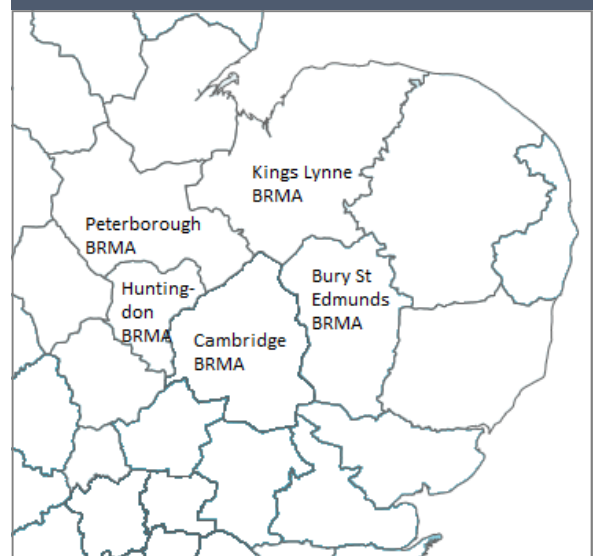 Kings Lynne
BRMA
Peterborough
BRMA
Hunting-
don
BRMA
Bury St
Edmunds
BRMA
Cambridge
BRMA